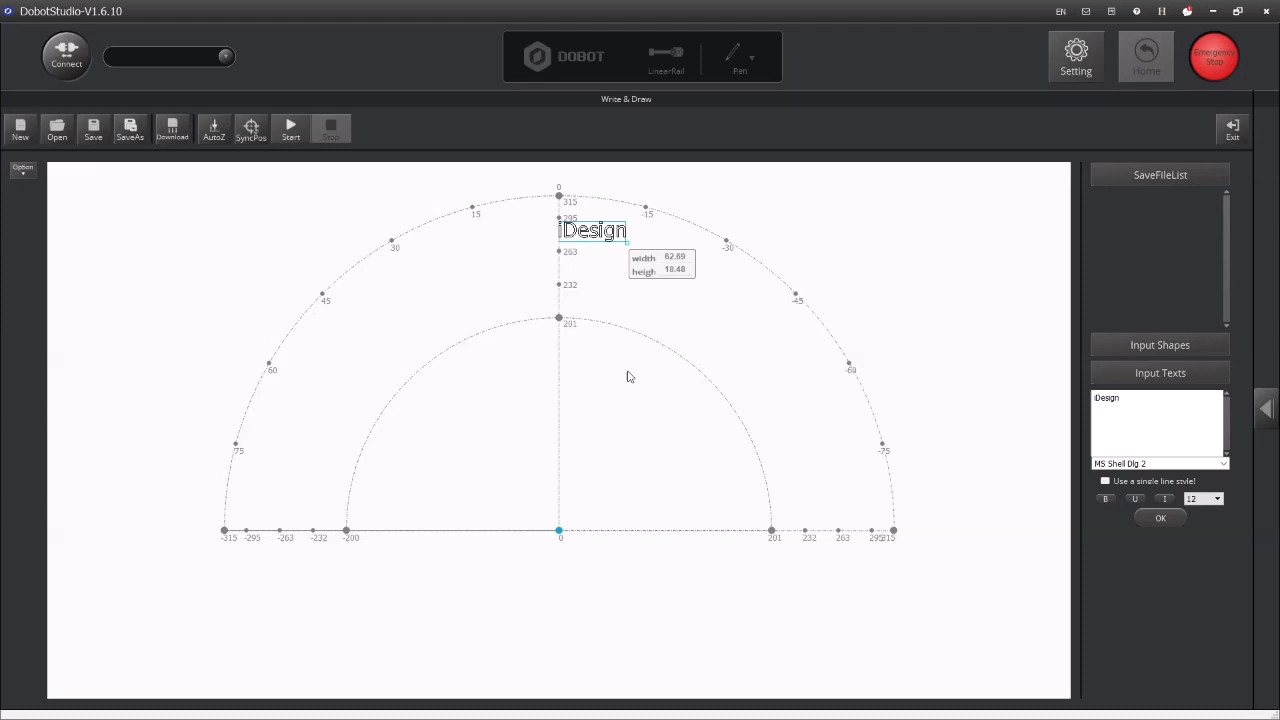 DobotStudio-V1.6.10
EN
H
Connect
DOBOT
LinearRail
Pen
Setting
Home
Emergency
Stop
Write & Draw
New
Open
Save
SaveAs
Download
AutoZ
SyncPos
Start
Stop
Exit
Option
SaveFileList
0
315
15
-15
295
iDesign
30
-30
263
width 62.69
heigh 18.48
232
45
-45
201
Input Shapes
60
-60
Input Texts
iDesign
75
-75
MS Shell Dlg 2
Use a single line style!
B
U
I
12
OK
-315
-295
-263
-232
-200
0
201
232
263
295
315